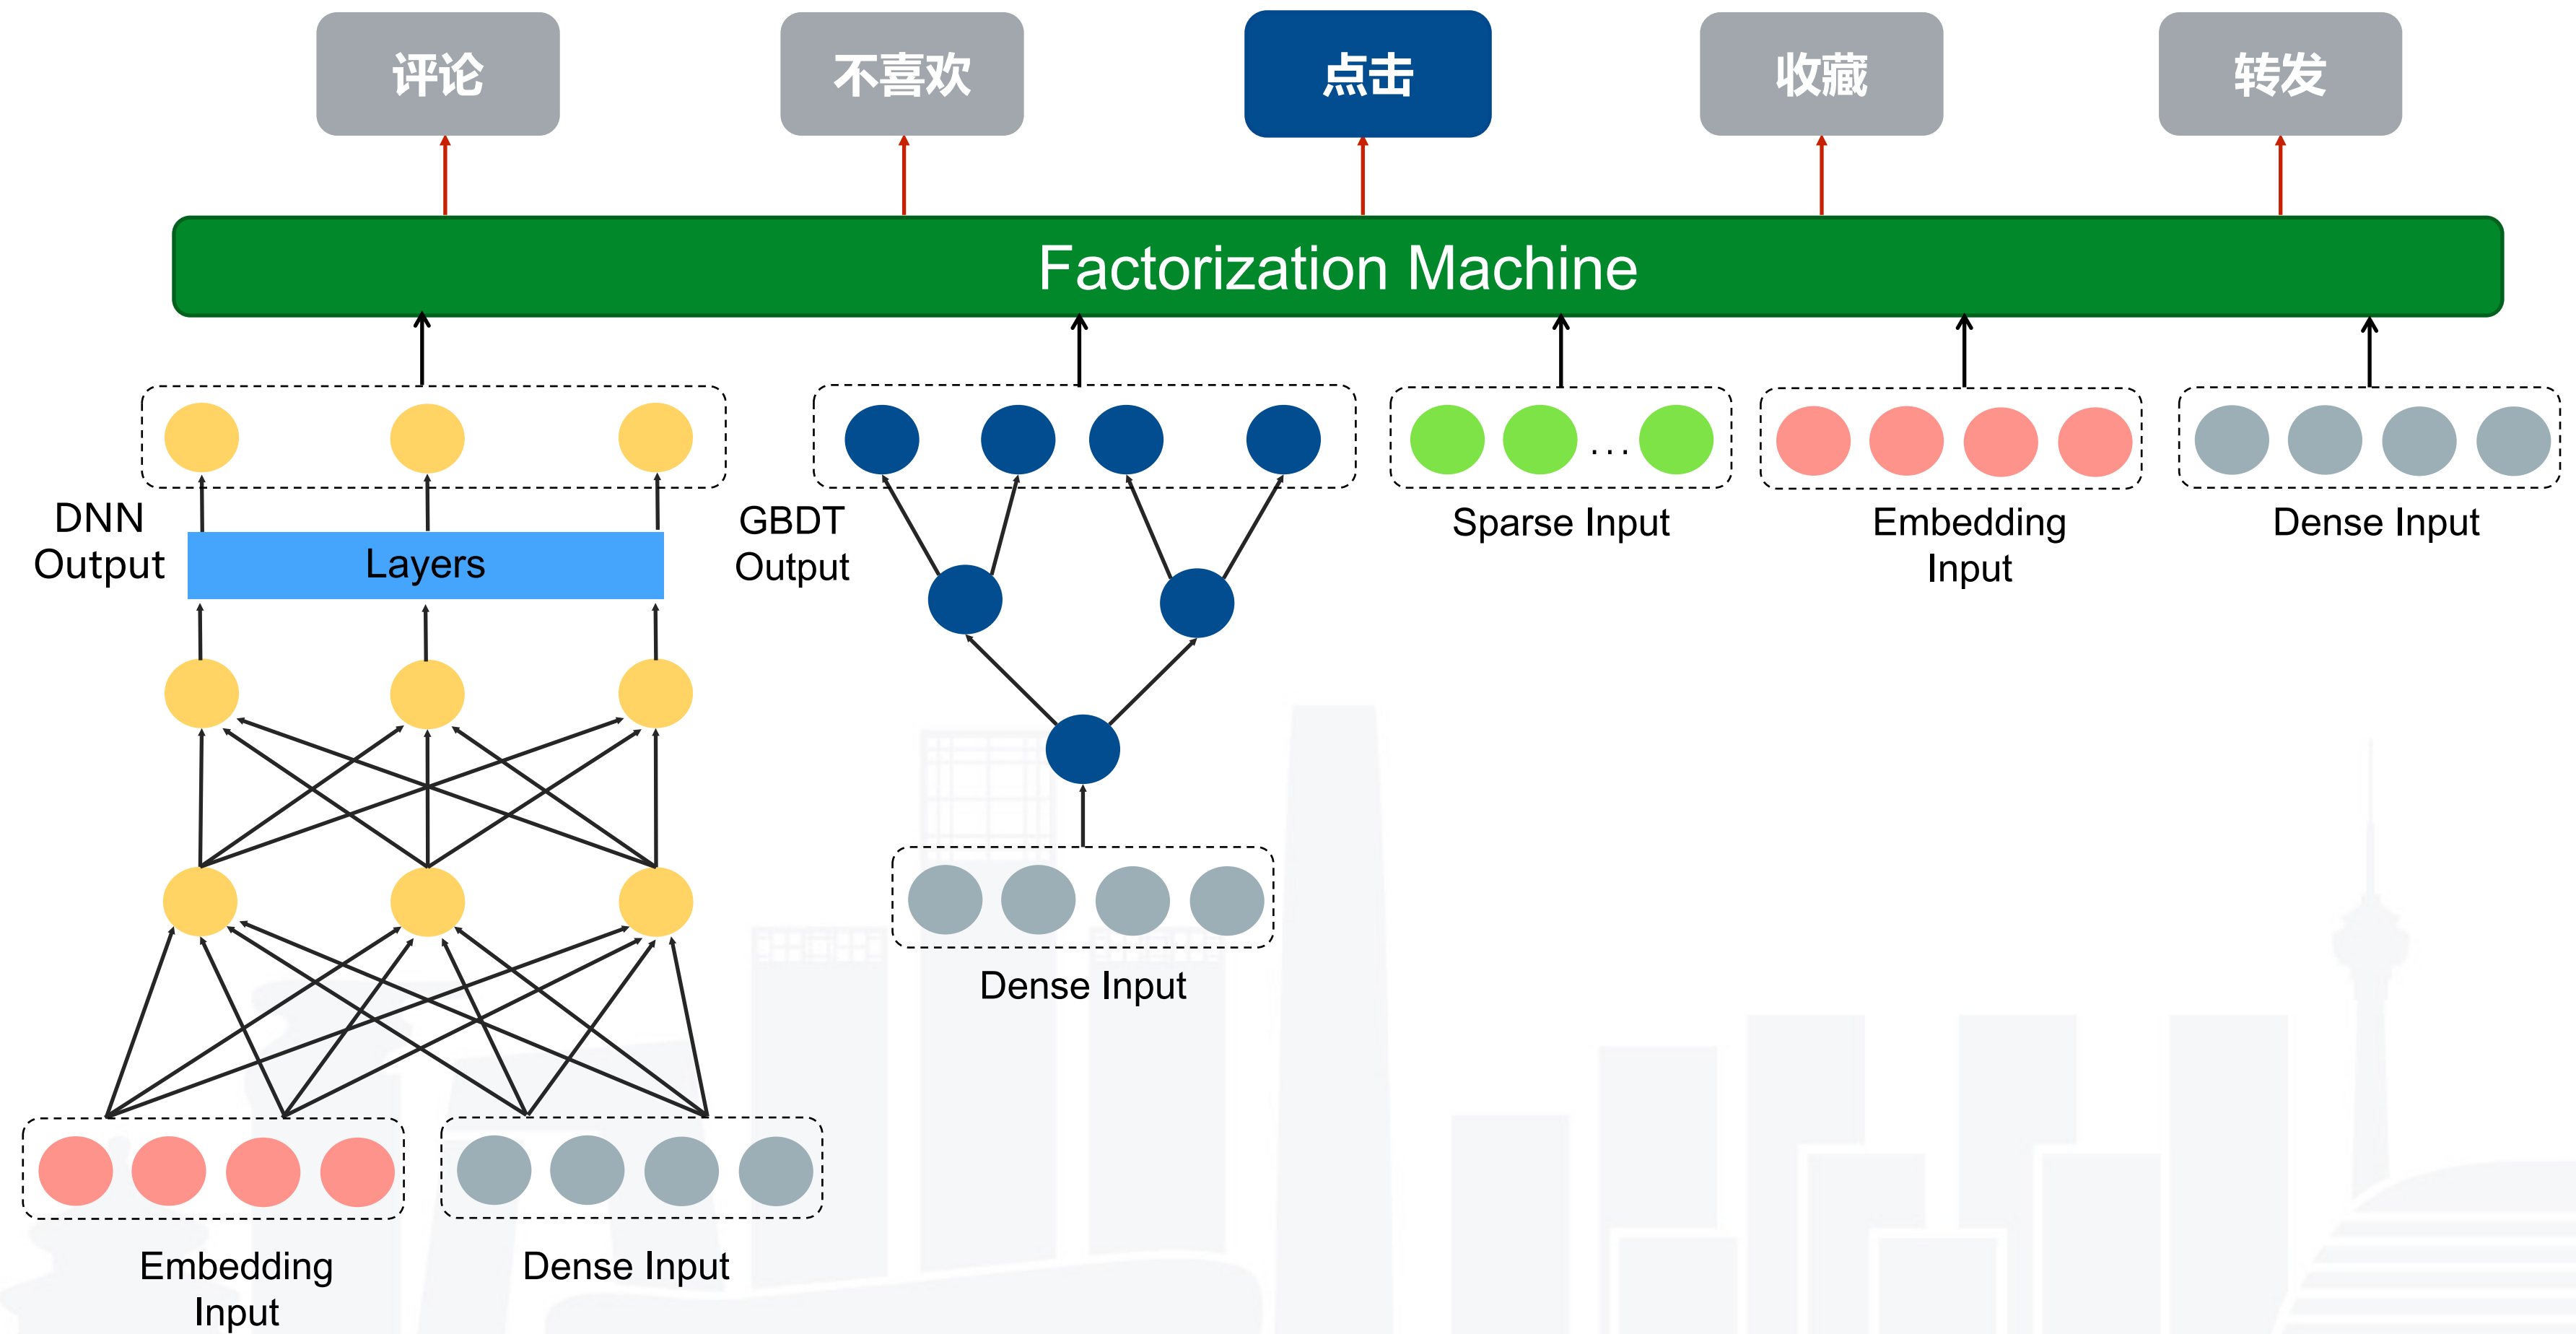 评论
不喜欢
点击
收藏
转发
Factorization Machine
DNN
Output
Layers
GBDT
Output
...
Sparse Input
Embedding
Input
Dense Input
Dense Input
Embedding
Input
Dense Input